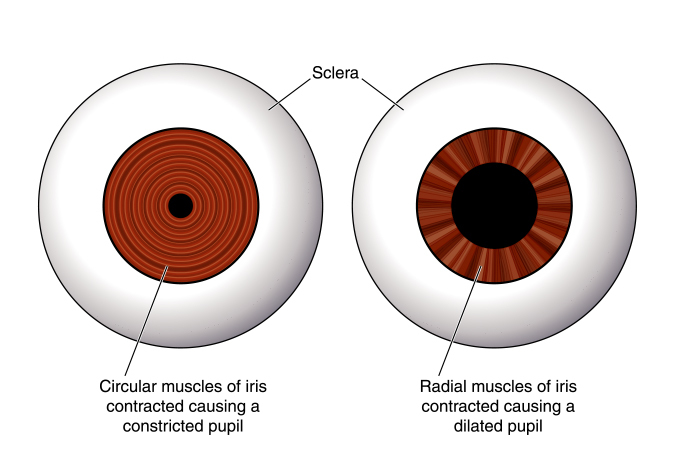 Sclera
Circular muscles of iris
contracted causing a
constricted pupil
Radial muscles of iris
contracted causing a
dilated pupil